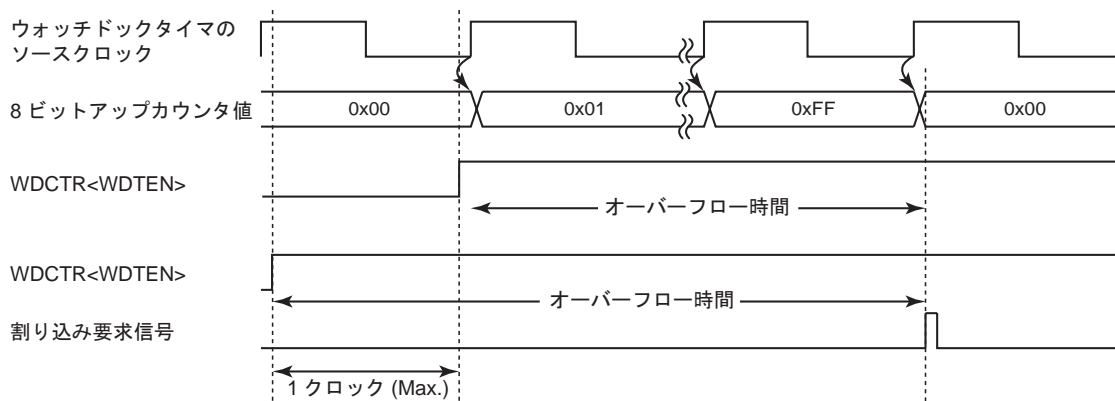 ウォッチドックタイマの
ソースクロック
8 ビットアップカウンタ値
0x00
0x01
0xFF
0x00
WDCTR<WDTEN>
オーバーフロー時間
WDCTR<WDTEN>
オーバーフロー時間
割り込み要求信号
1 クロック (Max.)